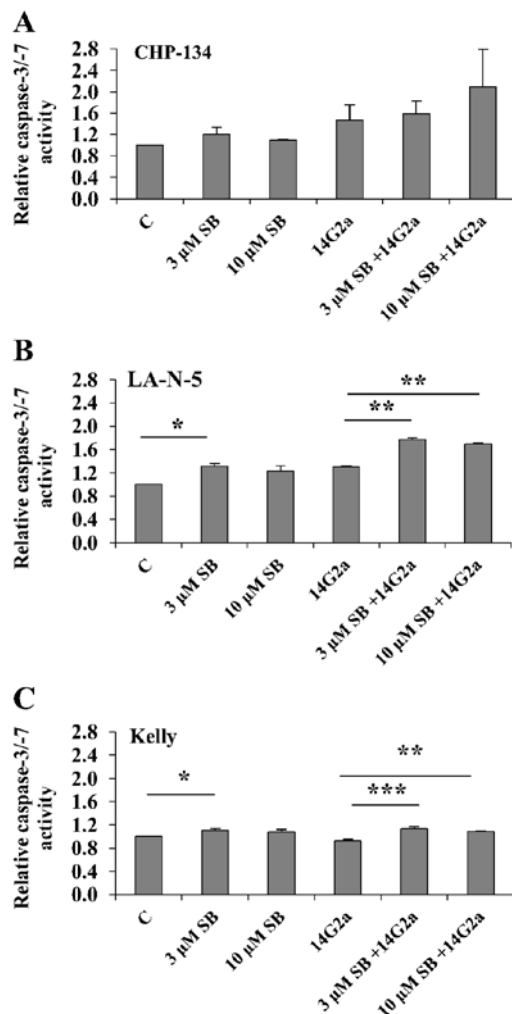 A
CHP-134
Relative caspase-3/-7
activity
2.8
2.4
2.0
1.6
1.2
0.8
0.4
0.0
C
3 µM SB
10 µM SB
14G2a
3 µM SB +14G2a
10 µM SB +14G2a
B
LA-N-5
Relative caspase-3/-7
activity
2.8
2.4
2.0
1.6
1.2
0.8
0.4
0.0
*
**
**
C
3 µM SB
10 µM SB
14G2a
3 µM SB +14G2a
10 µM SB +14G2a
C
Kelly
Relative caspase-3/-7
activity
2.8
2.4
2.0
1.6
1.2
0.8
0.4
0.0
*
**
***
C
3 µM SB
10 µM SB
14G2a
3 µM SB +14G2a
10 µM SB +14G2a